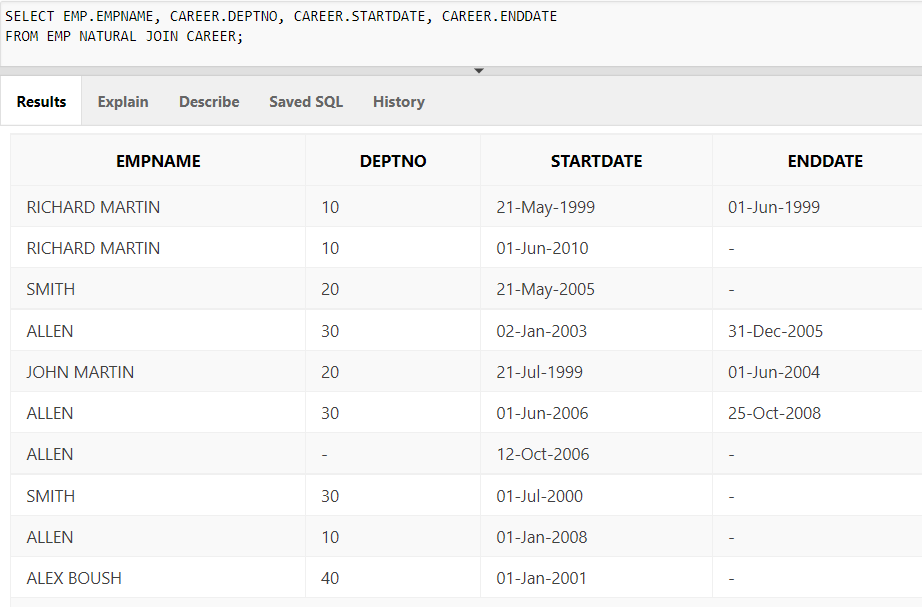 SELECT EMP.EMPNAME, CAREER.DEPTNO, CAREER.STARTDATE, CAREER.ENDDATE
FROM EMP NATURAL JOIN CAREER;
Results Explain Describe Saved SQL History
EMPNAME DEPTNO STARTDATE ENDDATE
RICHARD MARTIN 10 21-May-1999 01-Jun-1999
RICHARD MARTIN 10 01-Jun-2010 -
SMITH 20 21-May-2005 -
ALLEN 30 02-Jan-2003 31-Dec-2005
JOHN MARTIN 20 21-Jul-1999 01-Jun-2004
ALLEN 30 01-Jun-2006 25-Oct-2008
ALLEN - 12-Oct-2006 -
SMITH 30 01-Jul-2000 -
ALLEN 10 01-Jan-2008 -
ALEX BOUSH 40 01-Jan-2001 -